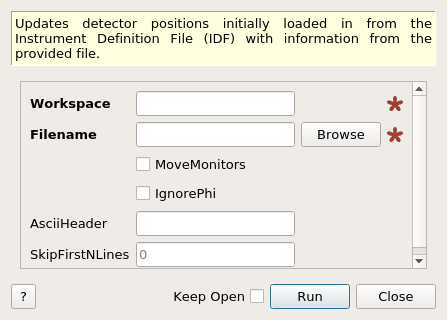 Updates detector positions initially loaded in from the
Instrument Definition File (IDF) with information from the
provided file.
Workspace
Filename Browse
MoveMonitors
IgnorePhi
AsciiHeader
SkipFirstNLines 0
? Keep Open Run Close